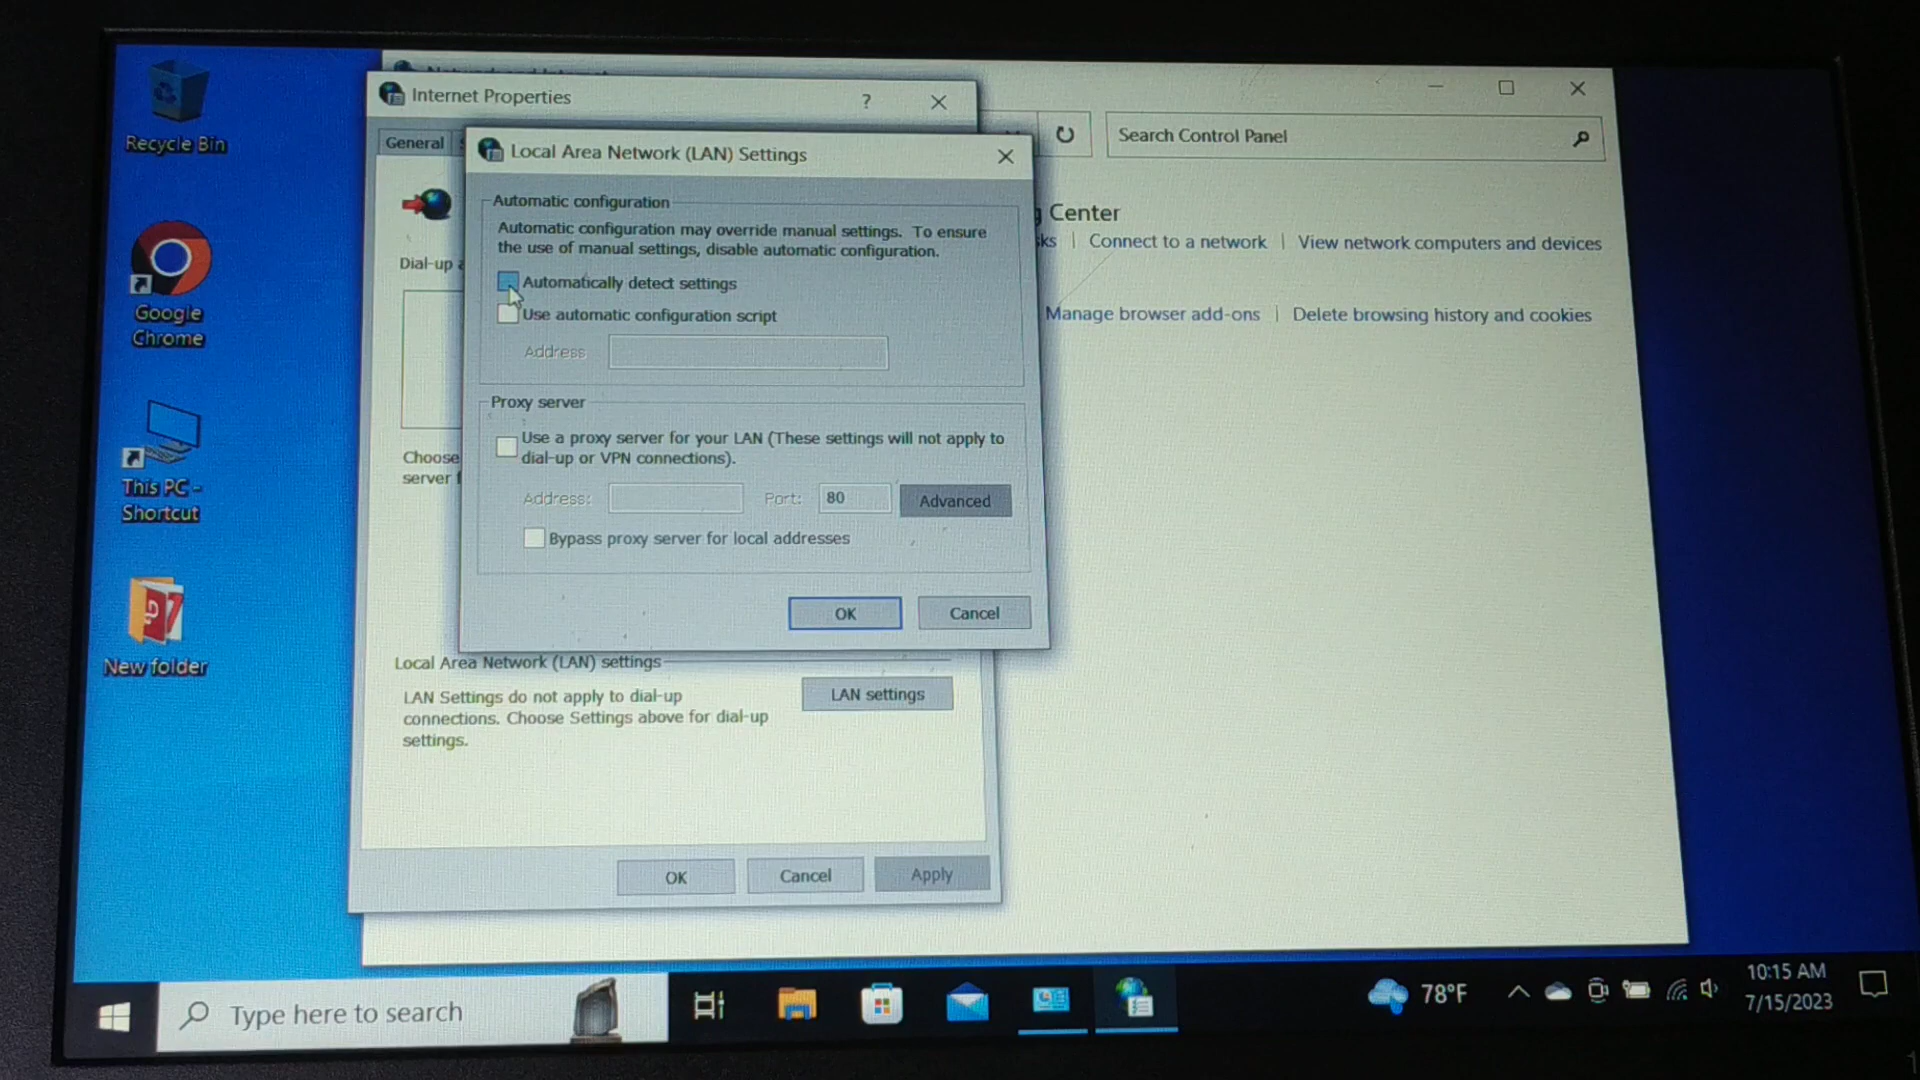 Recycle Bin
Google
Chrome
This PC -
Shortcut
New folder
Internet Properties
?
General
Dial-up
Choose
server
Local Area Network (LAN) Settings
Automatic configuration
Automatic configuration may override manual settings. To ensure
the use of manual settings, disable automatic configuration.
Automatically detect settings
Use automatic configuration script
Address
Proxy server
Use a proxy server for your LAN (These settings will not apply to
dial-up or VPN connections).
Address:
Port:
80
Advanced
Bypass proxy server for local addresses
OK
Cancel
Local Area Network (LAN) settings
LAN Settings do not apply to dial-up
connections. Choose Settings above for dial-up
settings.
LAN settings
OK
Cancel
Apply
Search Control Panel
Center
Connect to a network
View network computers and devices
Manage browser add-ons
Delete browsing history and cookies
Type here to search
78°F
10:15 AM
7/15/2023